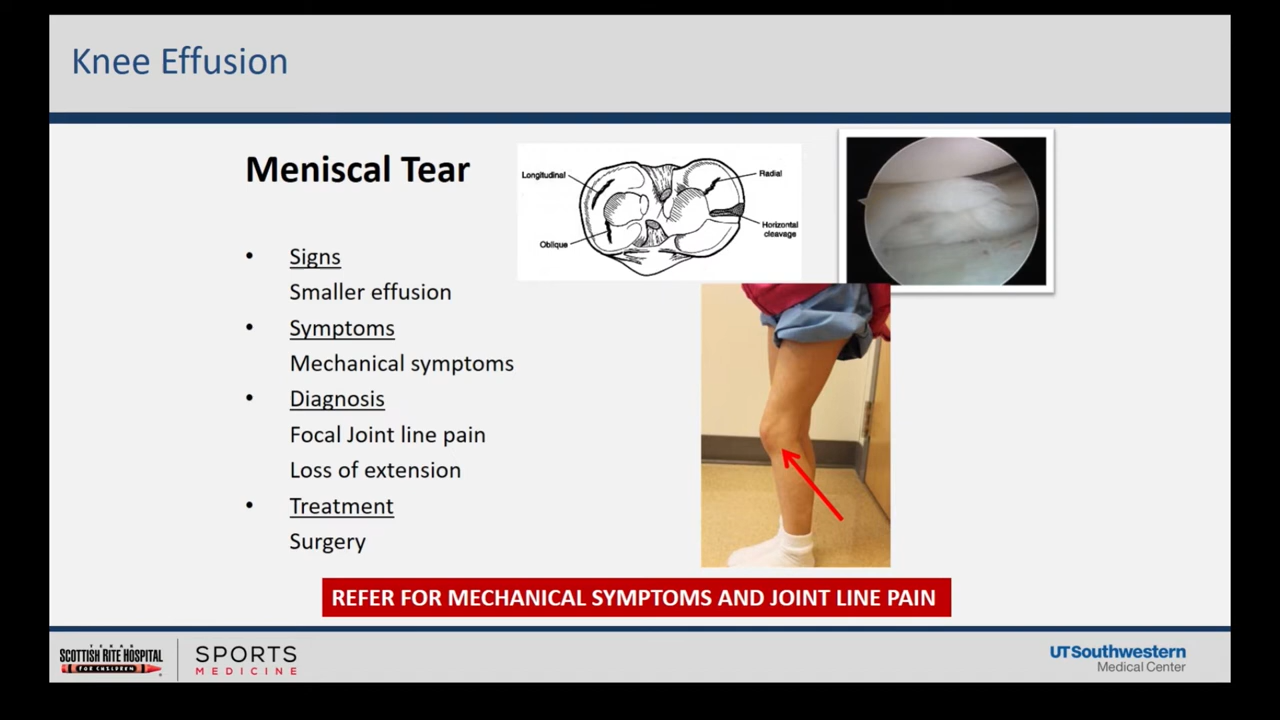 Knee Effusion
Meniscal Tear
Longitudinal
Radial
Oblique
Horizontal
cleavage
• Signs
Smaller effusion
• Symptoms
Mechanical symptoms
• Diagnosis
Focal Joint line pain
Loss of extension
• Treatment
Surgery
REFER FOR MECHANICAL SYMPTOMS AND JOINT LINE PAIN
TEXAS
SCOTTISH RITE HOSPITAL
FOR CHILDREN
SPORTS
MEDICINE
UTSouthwestern
Medical Center